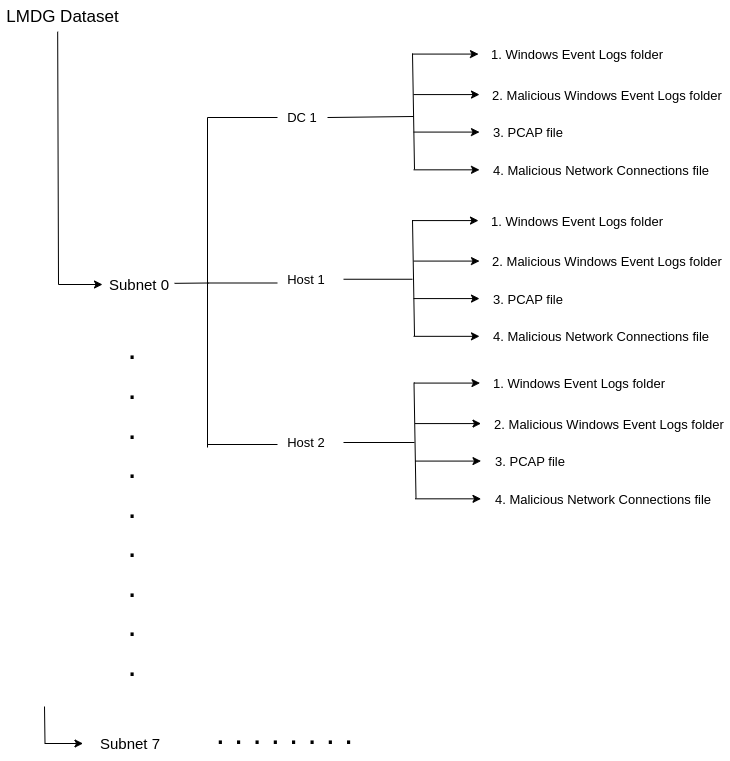 LMDG Dataset
DC 1
1. Windows Event Logs folder
2. Malicious Windows Event Logs folder
3. PCAP file
4. Malicious Network Connections file
Subnet 0
Host 1
1. Windows Event Logs folder
2. Malicious Windows Event Logs folder
3. PCAP file
4. Malicious Network Connections file
Host 2
1. Windows Event Logs folder
2. Malicious Windows Event Logs folder
3. PCAP file
4. Malicious Network Connections file
Subnet 7